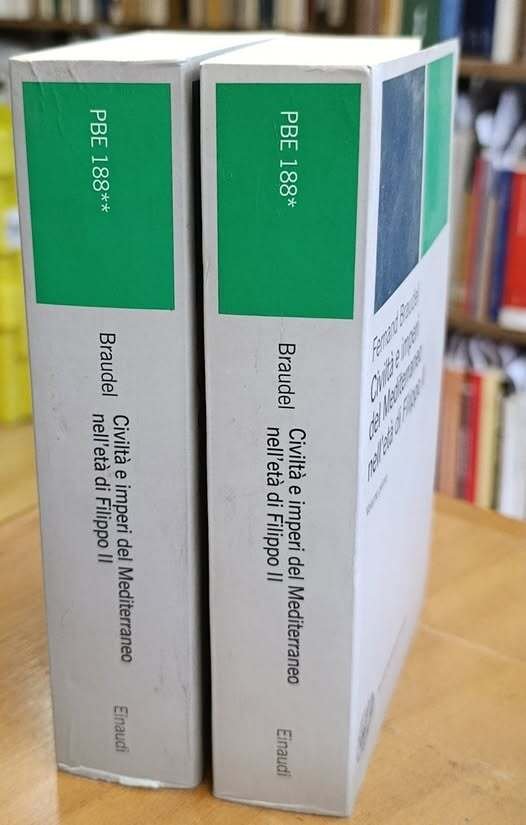 PBE 188**
Braudel
Civiltà e imperi del Mediterraneo
nell'età di Filippo II
Einaudi
PBE 188*
Braudel
Civiltà e imperi del Mediterraneo
nell'età di Filippo II
Einaudi
Fernand Braudel
Civiltà e imperi
del Mediterraneo
nell'età di Filippo II